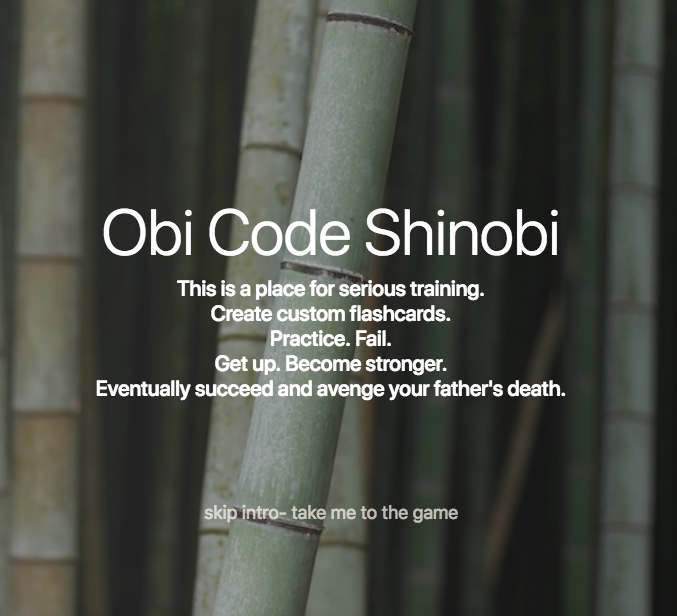 Obi Code Shinobi
This is a place for serious training.
Create custom flashcards.
Practice. Fail.
Get up. Become stronger.
Eventually succeed and avenge your father's death.
skip intro- take me to the game